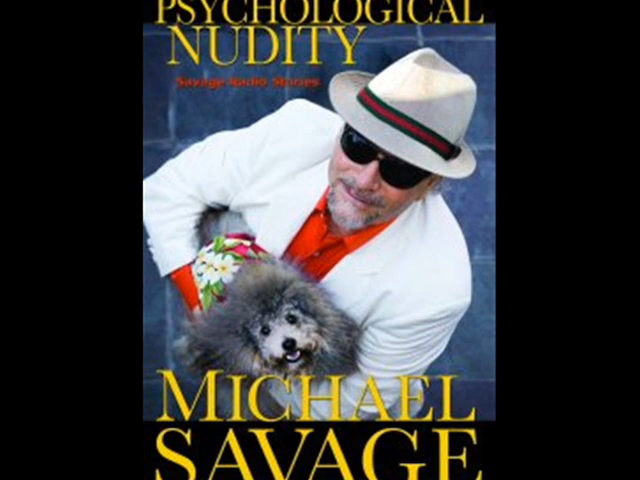 PSYCHOLOGICAL
NUDITY
Savage Radio Stories
MICHAEL
SAVAGE